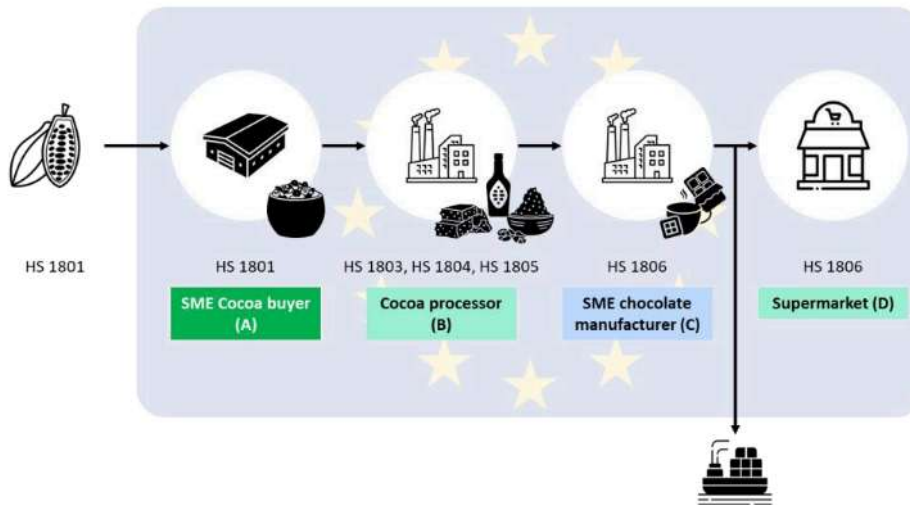 HS 1801
HS 1801
HS 1803, HS 1804, HS 1805
HS 1806
HS 1806
SME Cocoa buyer
(A)
Cocoa processor
(B)
SME chocolate
manufacturer (C)
Supermarket (D)